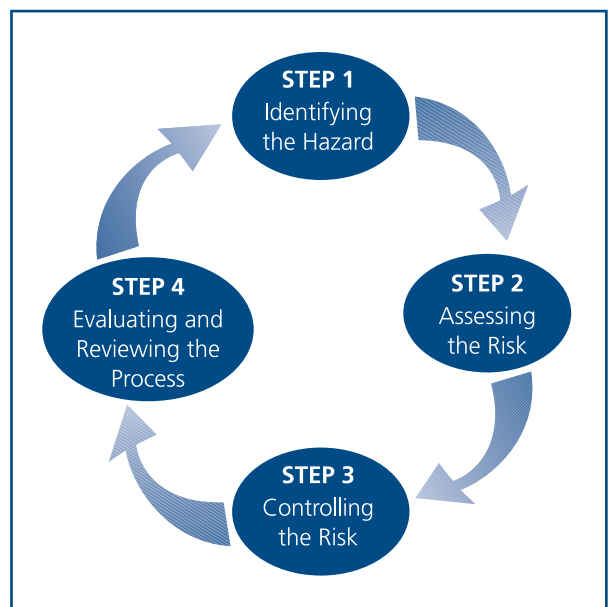 STEP 1
Identifying
the Hazard
STEP 2
Assessing
the Risk
STEP 3
Controlling
the Risk
STEP 4
Evaluating and
Reviewing the
Process